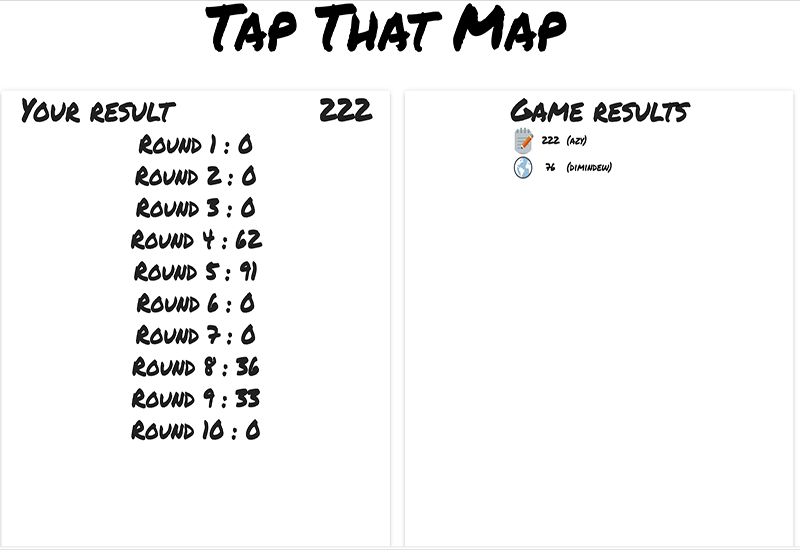 Tap That Map
Your result 222
Round 1 : 0
Round 2 : 0
Round 3 : 0
Round 4 : 62
Round 5 : 91
Round 6 : 0
Round 7 : 0
Round 8 : 36
Round 9 : 33
Round 10 : 0
Game results
222 (azy)
76 (dimindew)